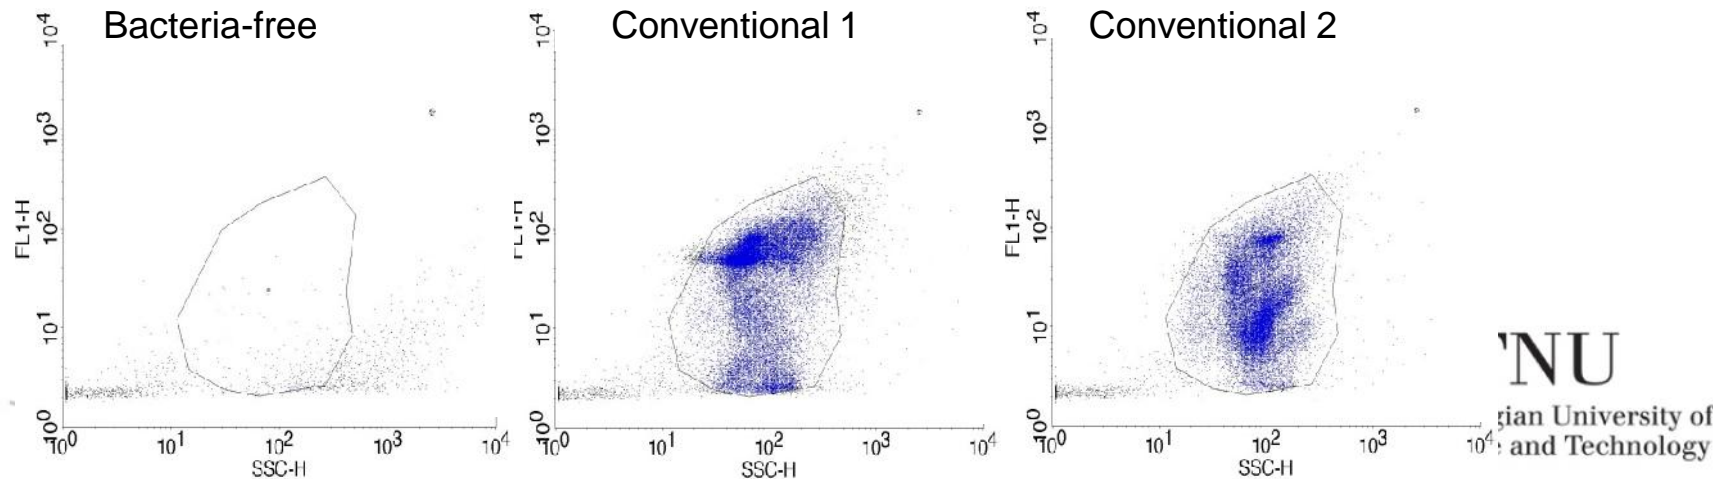 Bacteria-free
10^4
10^3
10^2
10^1
10^0
FL1-H
10^0 10^1 10^2 10^3 10^4
SSC-H
Conventional 1
10^4
10^3
10^2
10^1
10^0
10^0 10^1 10^2 10^3 10^4
SSC-H
Conventional 2
10^4
10^3
10^2
10^1
10^0
FL1-H
10^0 10^1 10^2 10^3 10^4
SSC-H
NU
gian University of
and Technology